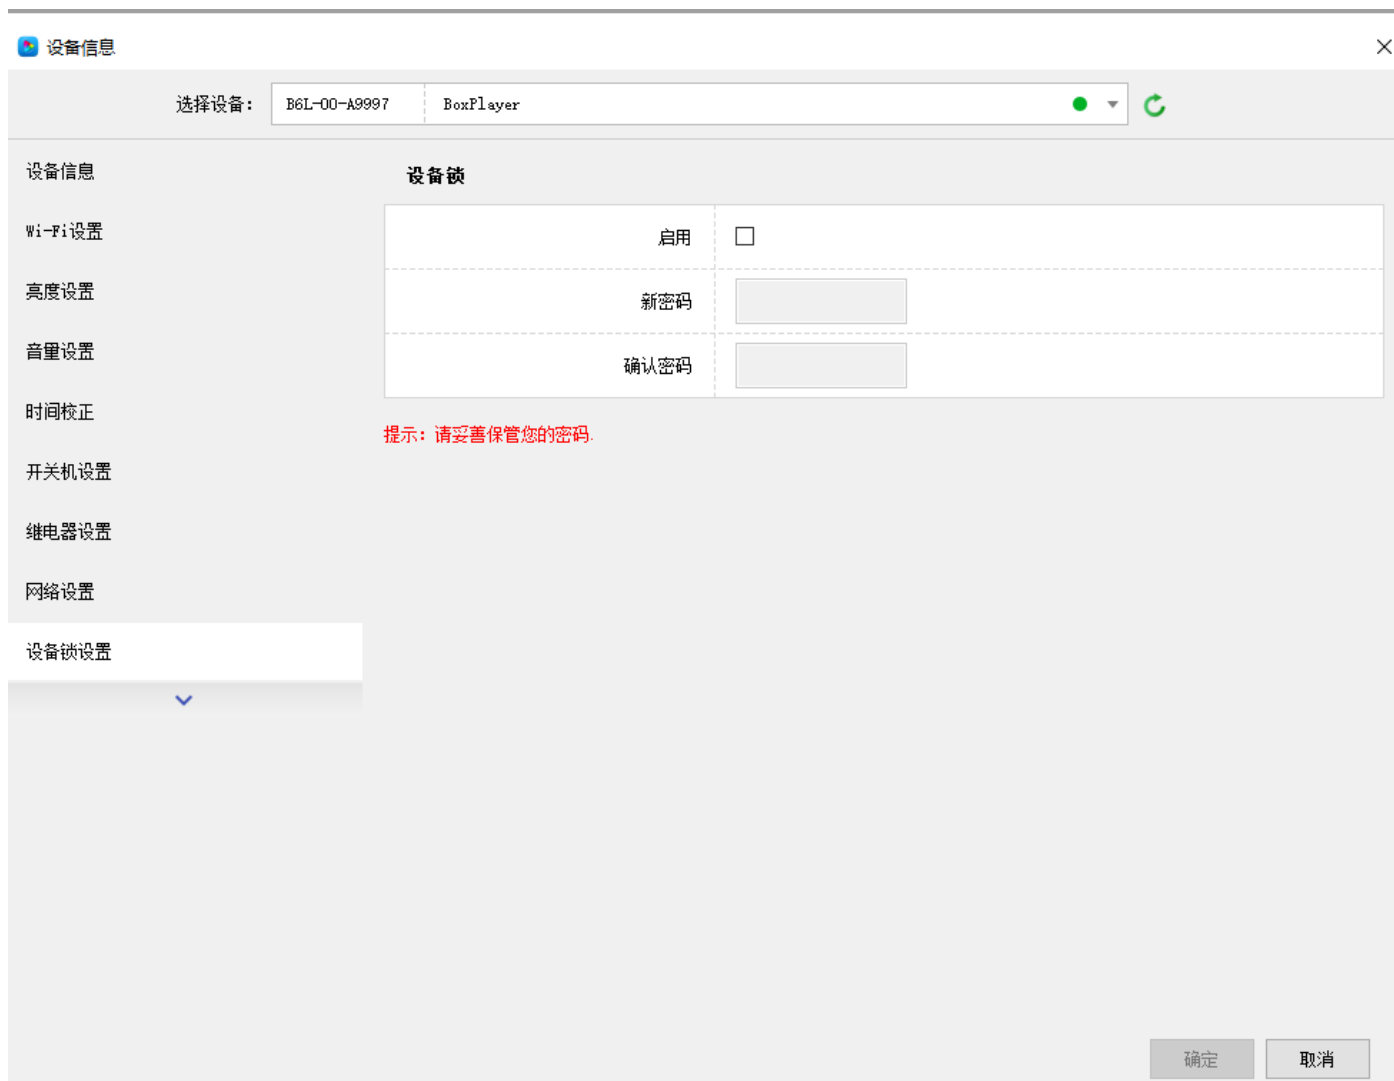 设备信息
选择设备： B6L-00-A9997 BoxPlayer
设备信息
Wi-Fi设置
亮度设置
音量设置
时间校正
开关机设置
继电器设置
网络设置
设备锁设置
设备锁
启用
新密码
确认密码
提示：请妥善保管您的密码.
确定 取消